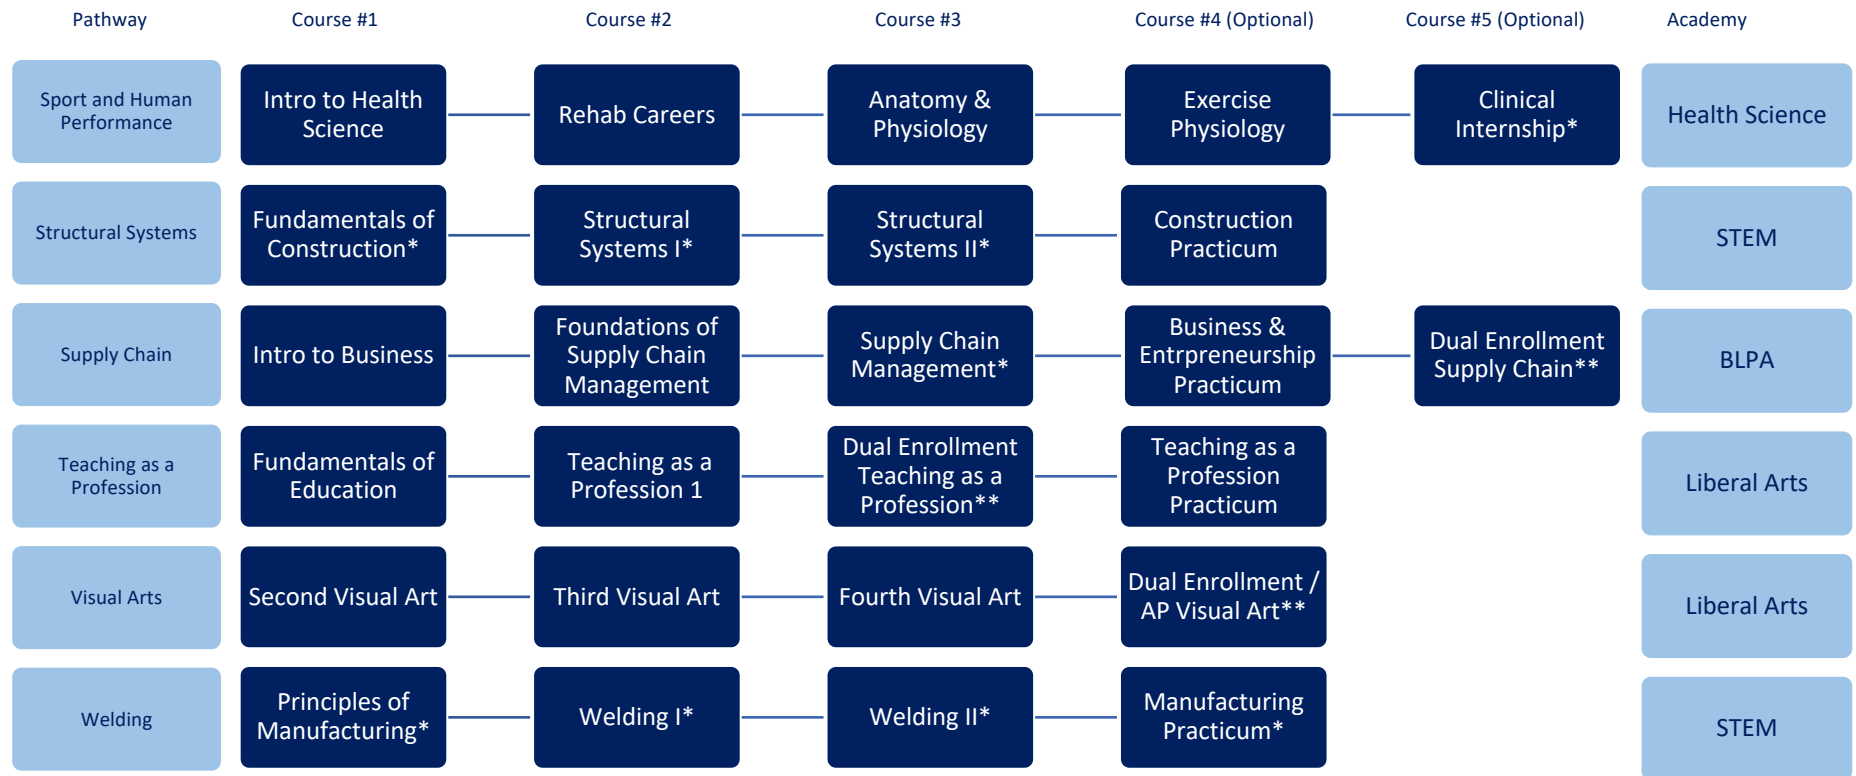 Pathway
Course #1
Course #2
Course #3
Course #4 (Optional)
Course #5 (Optional)
Academy
Sport and Human
Performance
Intro to Health
Science
Rehab Careers
Anatomy &
Physiology
Exercise
Physiology
Clinical
Internship*
Health Science
Structural Systems
Fundamentals of
Construction*
Structural
Systems I*
Structural
Systems II*
Construction
Practicum
STEM
Supply Chain
Intro to Business
Foundations of
Supply Chain
Management
Supply Chain
Management*
Business &
Entrpreneurship
Practicum
Dual Enrollment
Supply Chain**
BLPA
Teaching as a
Profession
Fundamentals of
Education
Teaching as a
Profession 1
Dual Enrollment
Teaching as a
Profession**
Teaching as a
Profession
Practicum
Liberal Arts
Visual Arts
Second Visual Art
Third Visual Art
Fourth Visual Art
Dual Enrollment /
AP Visual Art**
Liberal Arts
Welding
Principles of
Manufacturing*
Welding I*
Welding II*
Manufacturing
Practicum*
STEM